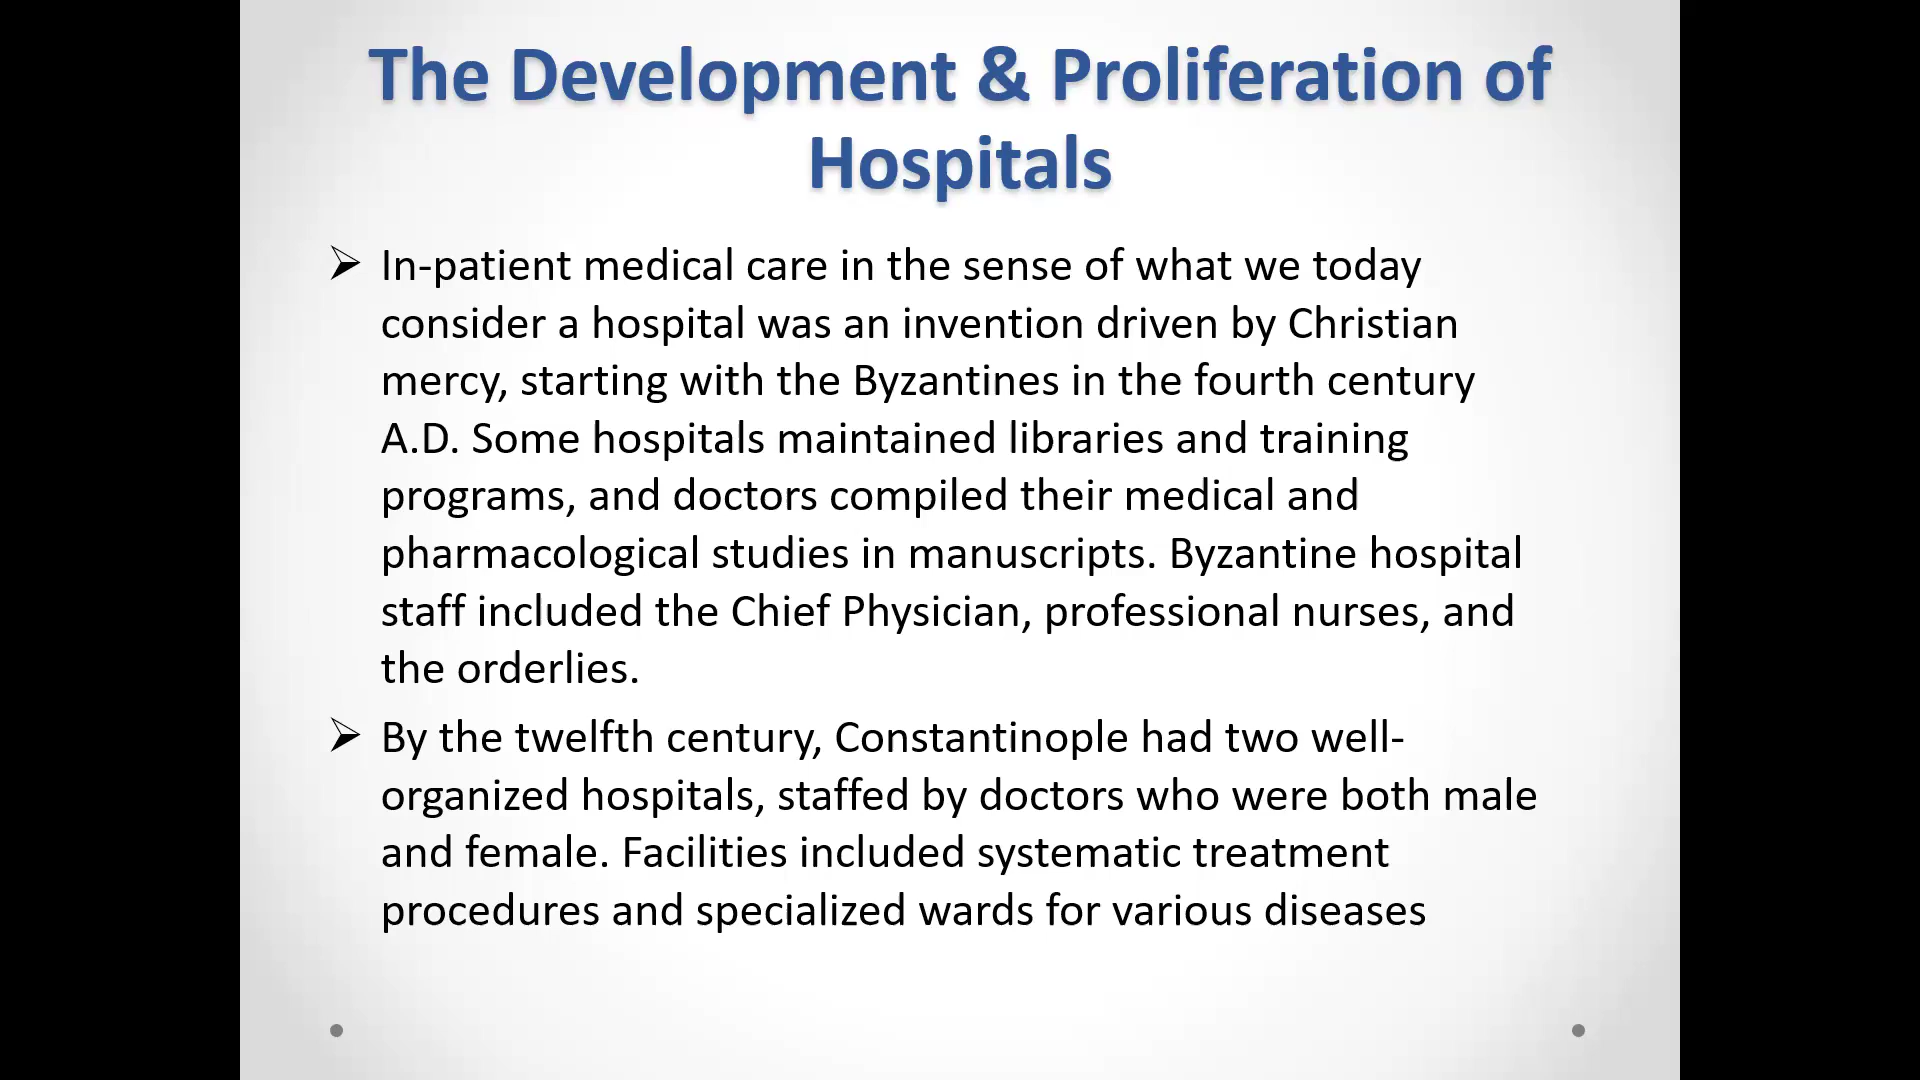 The Development & Proliferation of
Hospitals
In-patient medical care in the sense of what we today
consider a hospital was an invention driven by Christian
mercy, starting with the Byzantines in the fourth century
A.D. Some hospitals maintained libraries and training
programs, and doctors compiled their medical and
pharmacological studies in manuscripts. Byzantine hospital
staff included the Chief Physician, professional nurses, and
the orderlies.
By the twelfth century, Constantinople had two well-
organized hospitals, staffed by doctors who were both male
and female. Facilities included systematic treatment
procedures and specialized wards for various diseases